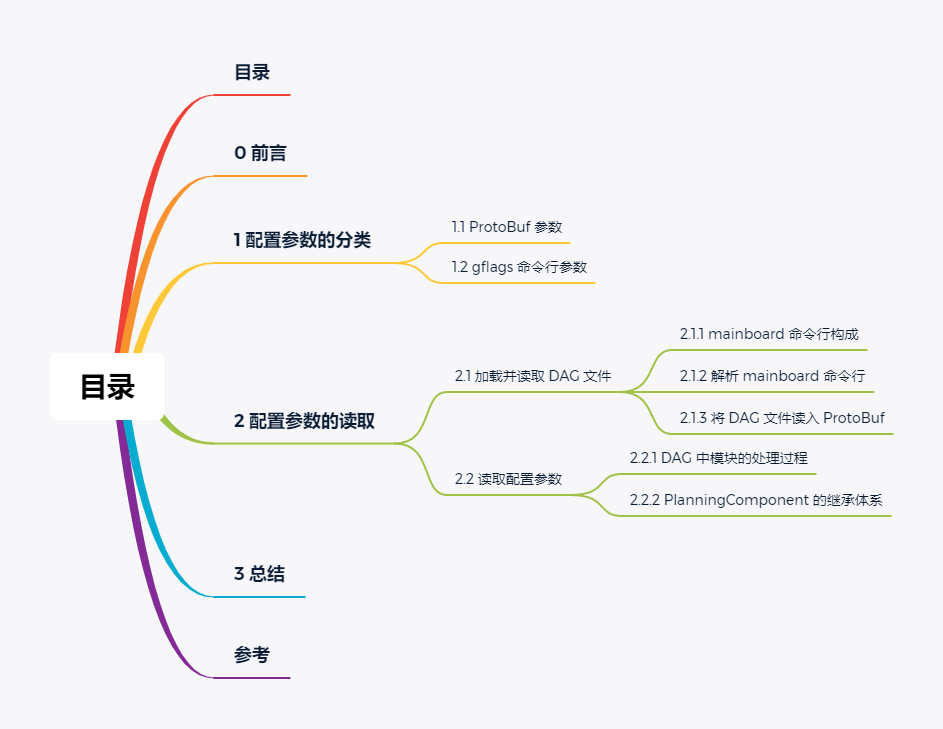 目录
目录
0 前言
1 配置参数的分类
1.1 ProtoBuf 参数
1.2 gflags 命令行参数
2 配置参数的读取
2.1 加载并读取 DAG 文件
2.1.1 mainboard 命令行构成
2.1.2 解析 mainboard 命令行
2.1.3 将 DAG 文件读入 ProtoBuf
2.2 读取配置参数
2.2.1 DAG 中模块的处理过程
2.2.2 PlanningComponent 的继承体系
3 总结
参考